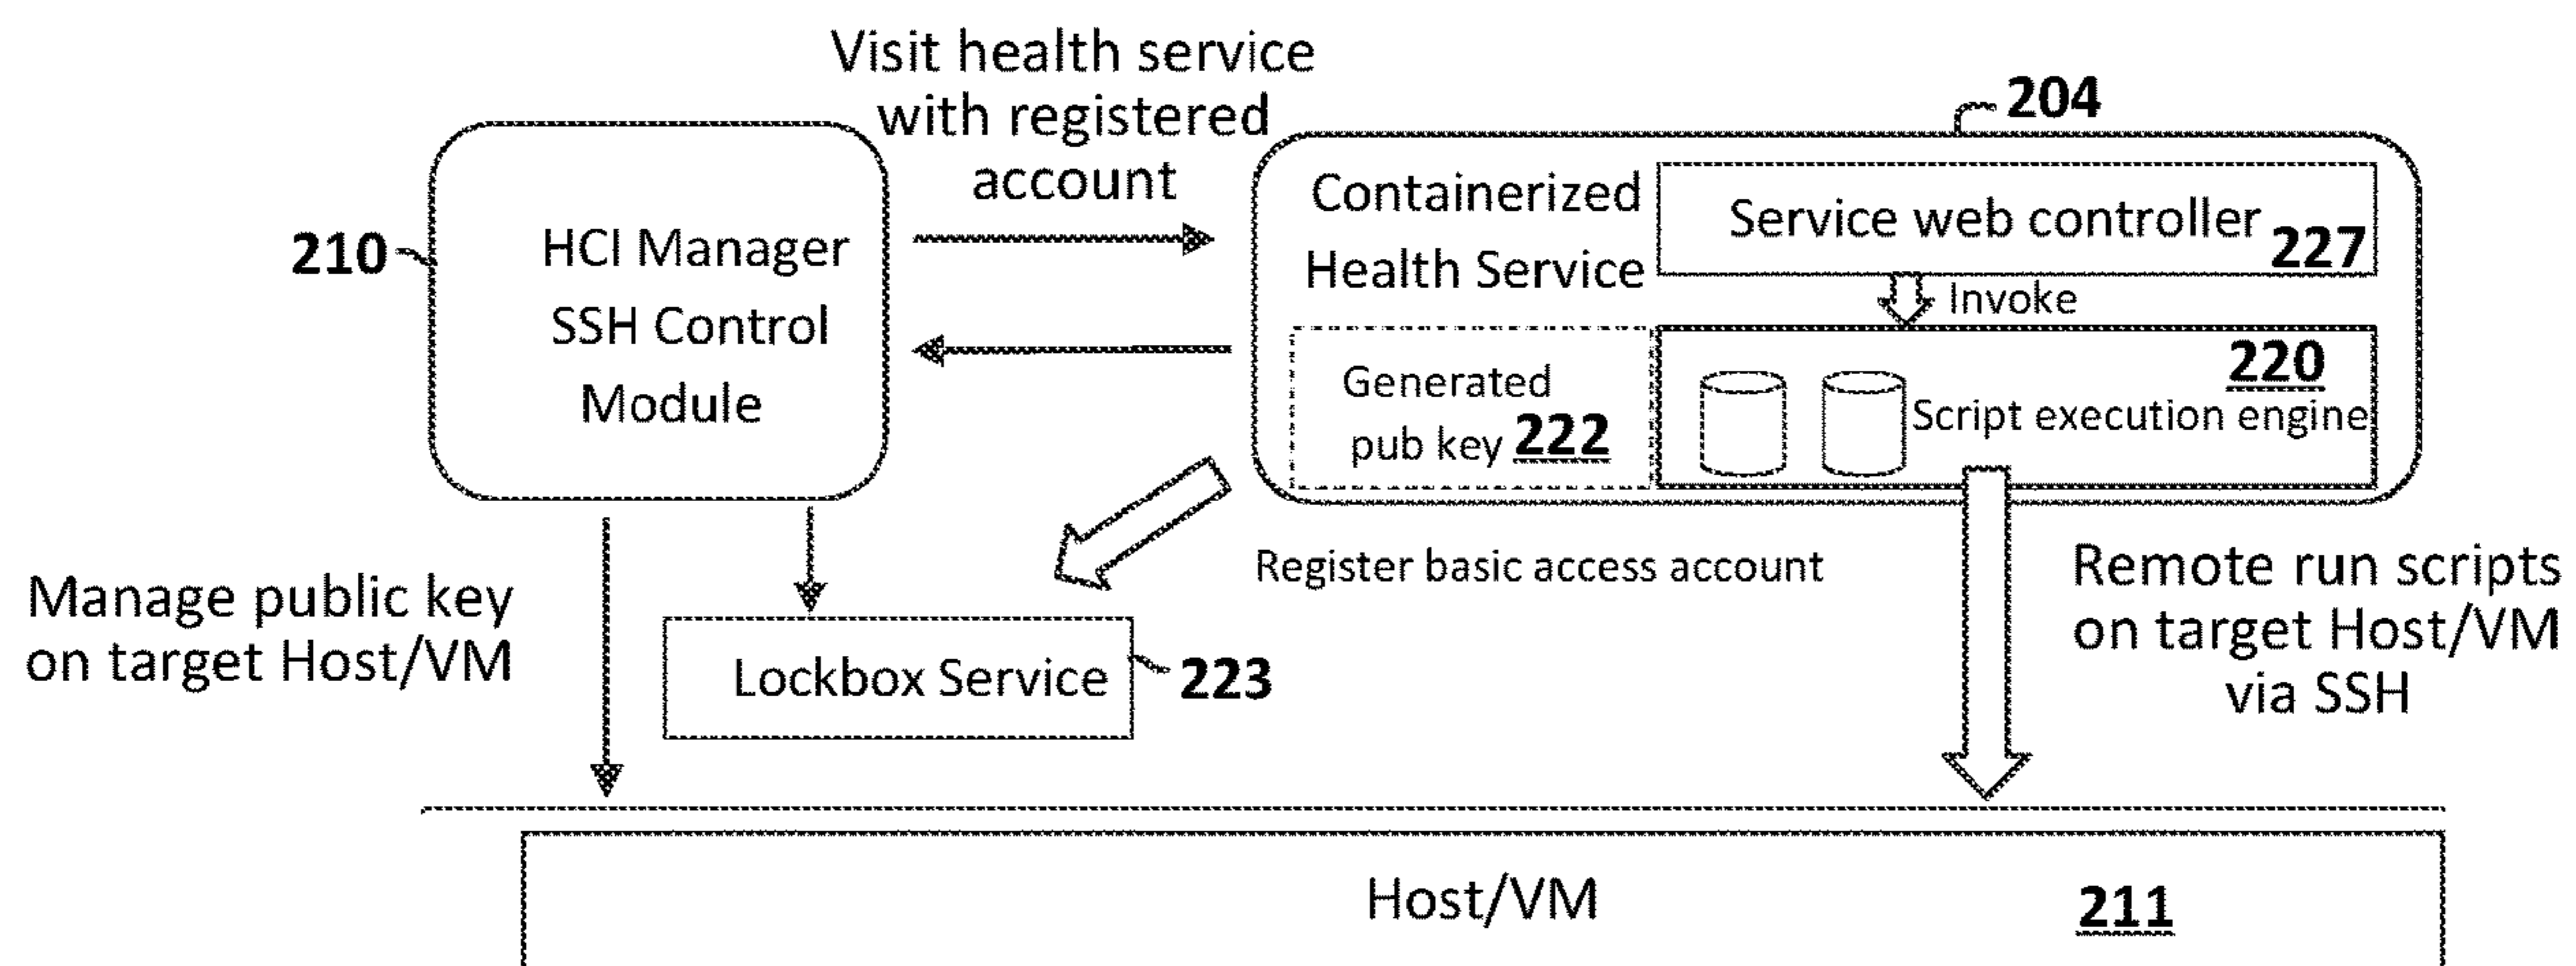 Visit health service
with registered
account
204
210
HCI Manager
SSH Control
Module
Containerized
Health Service
Service web controller
227
Invoke
Generated
pub key 222
220
Script execution engine
Register basic access account
Manage public key
on target Host/VM
Lockbox Service
223
Remote run scripts
on target Host/VM
via SSH
Host/VM
211